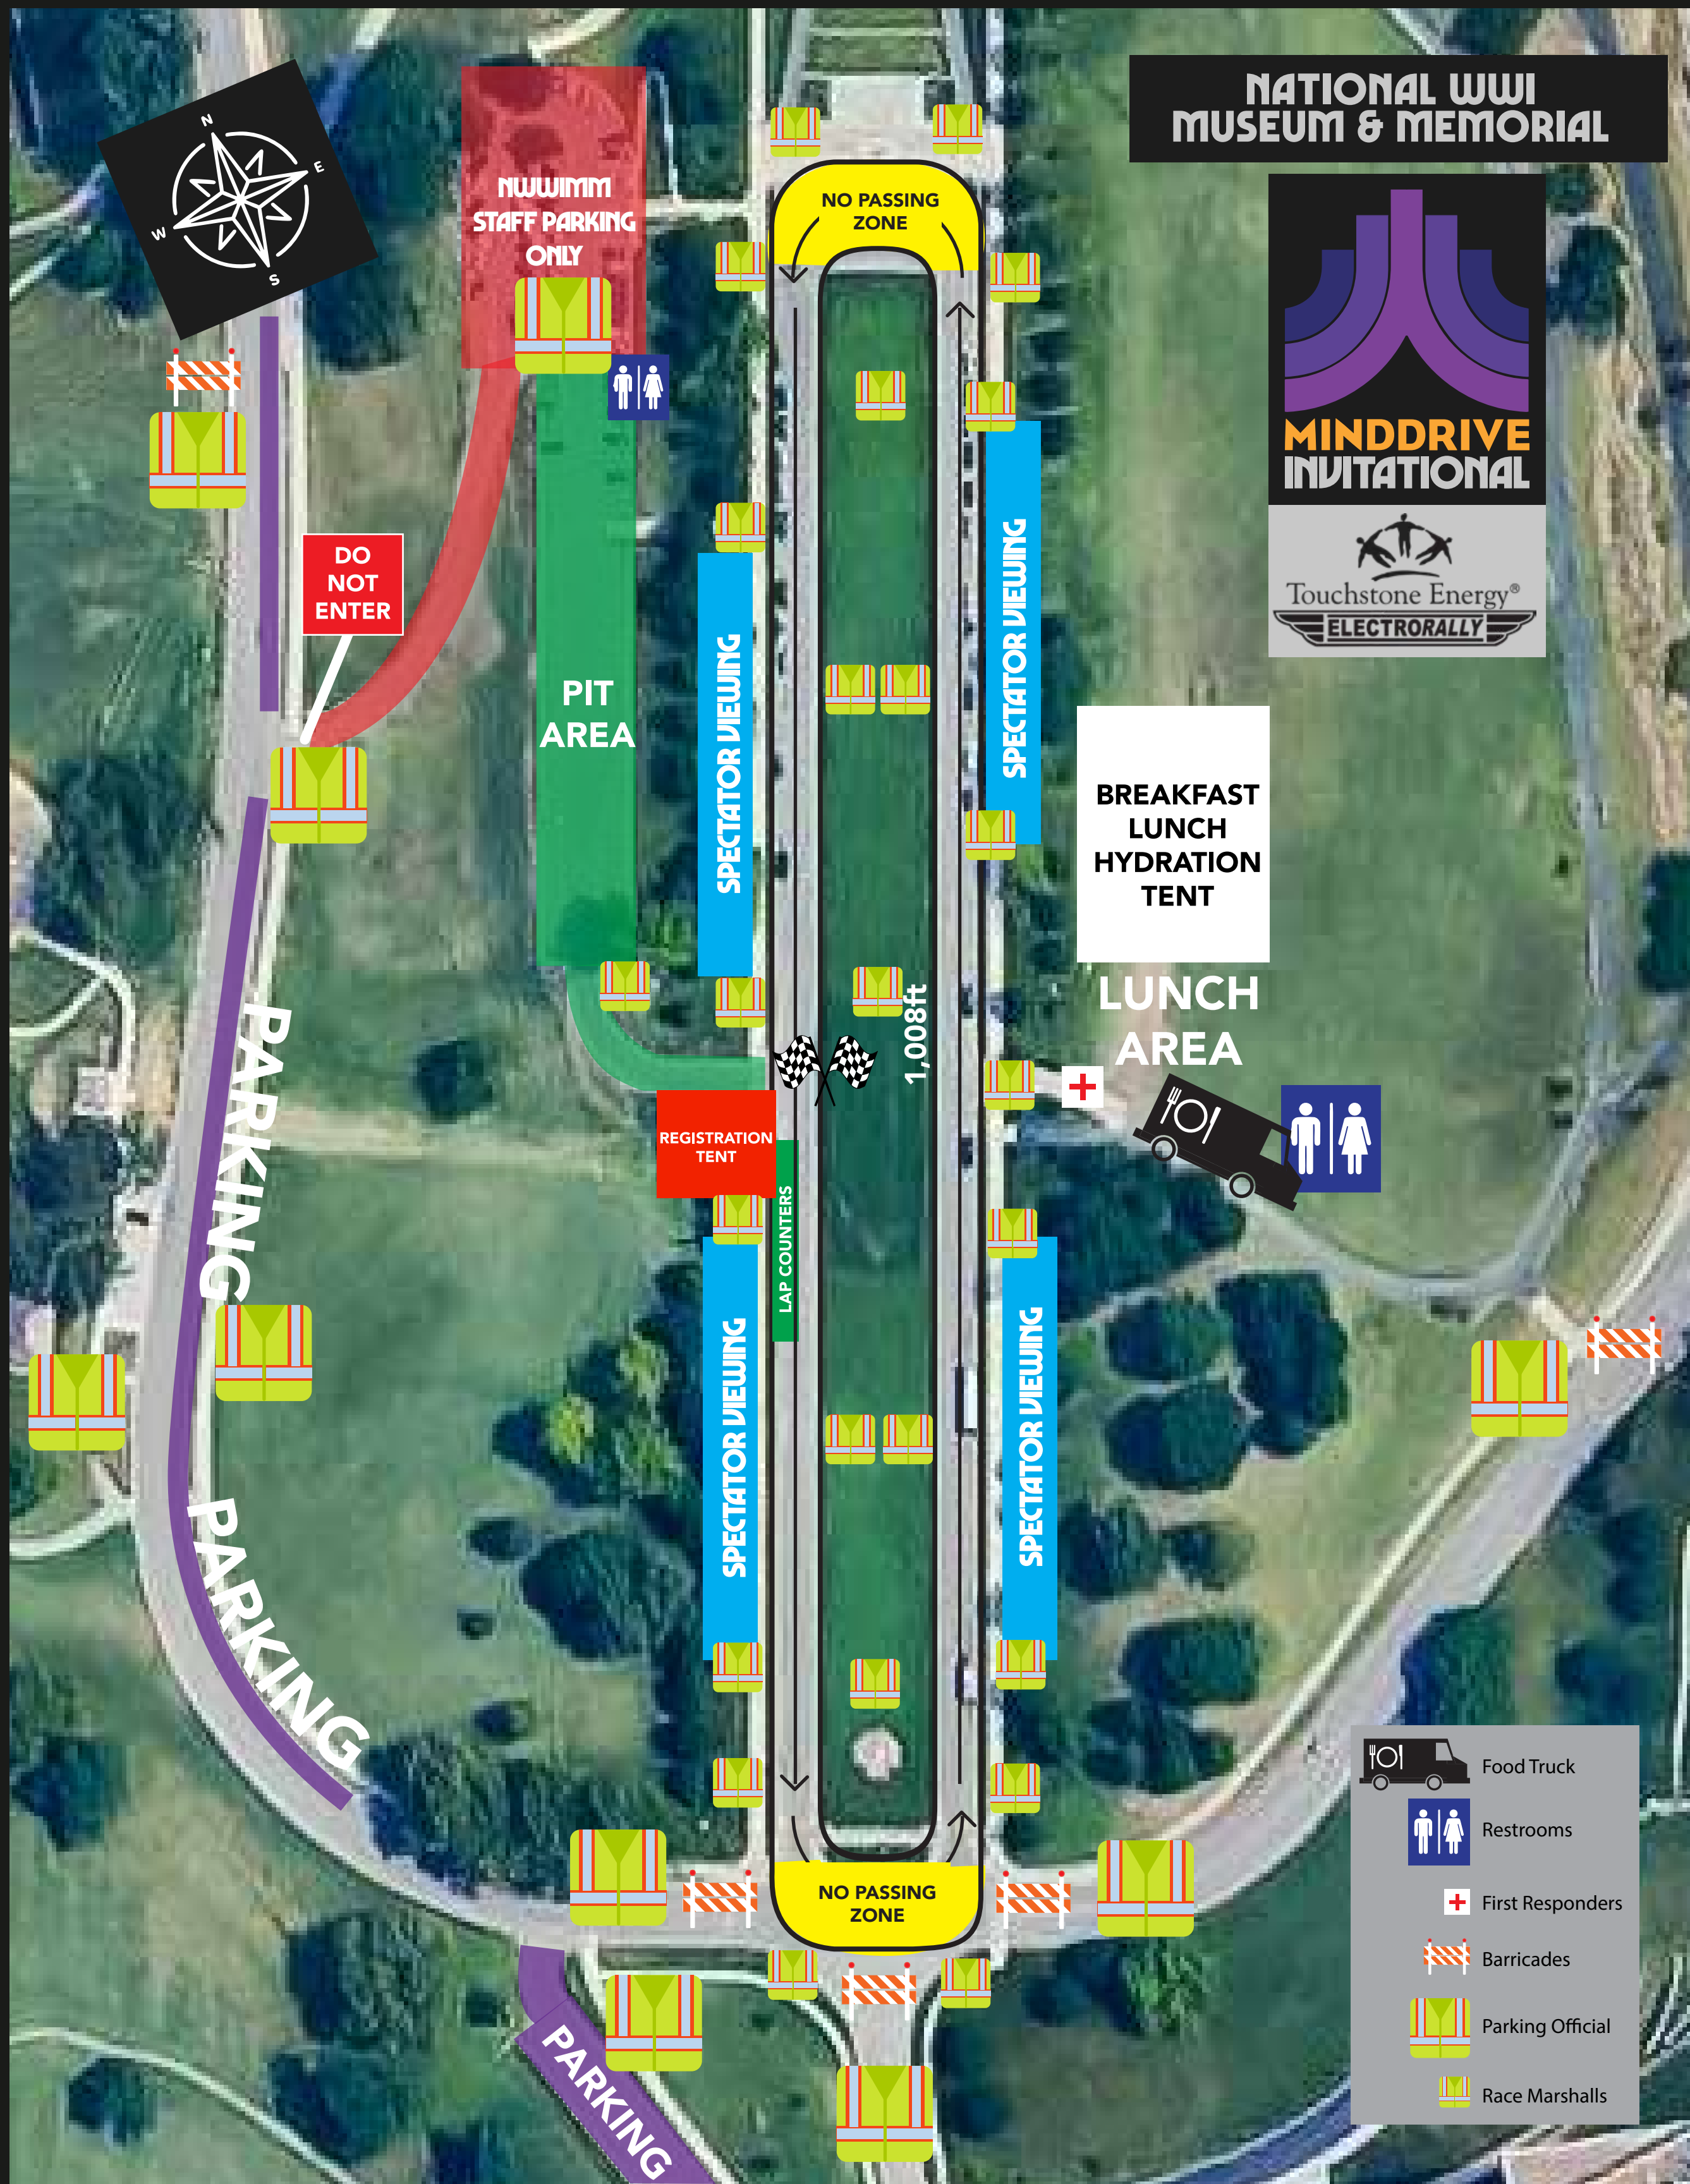 NATIONAL WWI
MUSEUM & MEMORIAL
N
E
W
S
NWWIMM
STAFF PARKING
ONLY
NO PASSING
ZONE
MINDDRIVE
INVITATIONAL
Touchstone Energy®
ELECTRORALLY
DO
NOT
ENTER
PIT
AREA
SPECTATOR VIEWING
SPECTATOR VIEWING
BREAKFAST
LUNCH
HYDRATION
TENT
LUNCH
AREA
1,008ft
PARKING
REGISTRATION
TENT
LAP COUNTERS
SPECTATOR VIEWING
SPECTATOR VIEWING
PARKING
NO PASSING
ZONE
PARKING
Food Truck
Restrooms
First Responders
Barricades
Parking Official
Race Marshalls